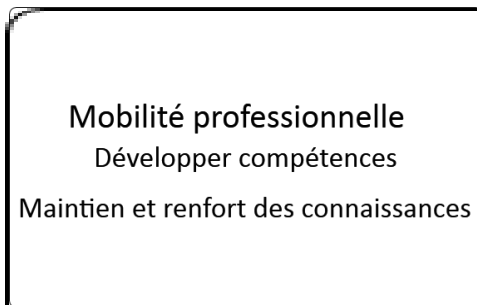 Mobilité professionnelle
Développer compétences
Maintien et renfort des connaissances